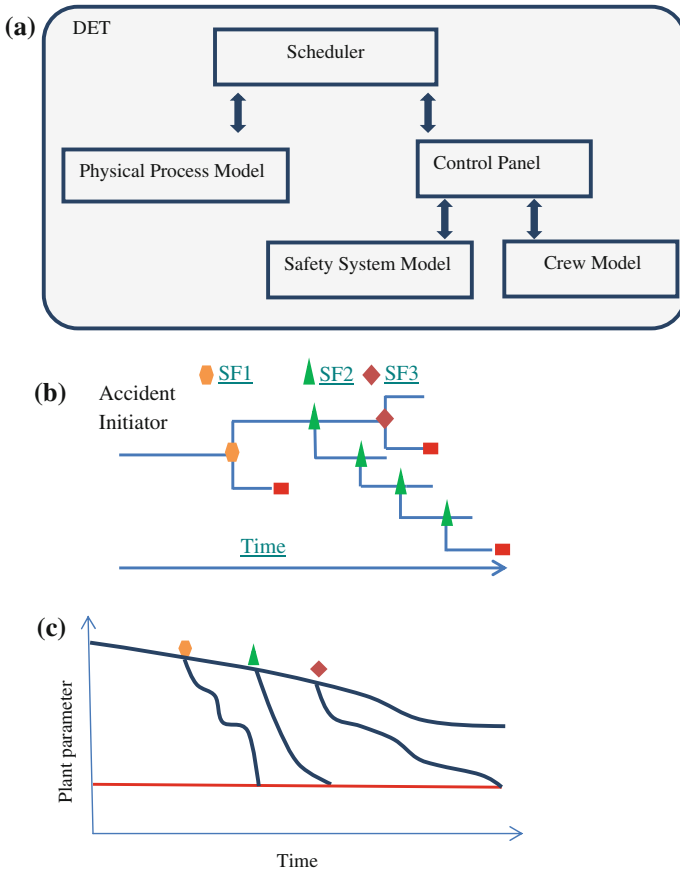 (a)
DET
Scheduler
Physical Process Model
Control Panel
Safety System Model
Crew Model
(b)
SF1
SF2
SF3
Accident
Initiator
Time
(c)
Plant parameter
Time